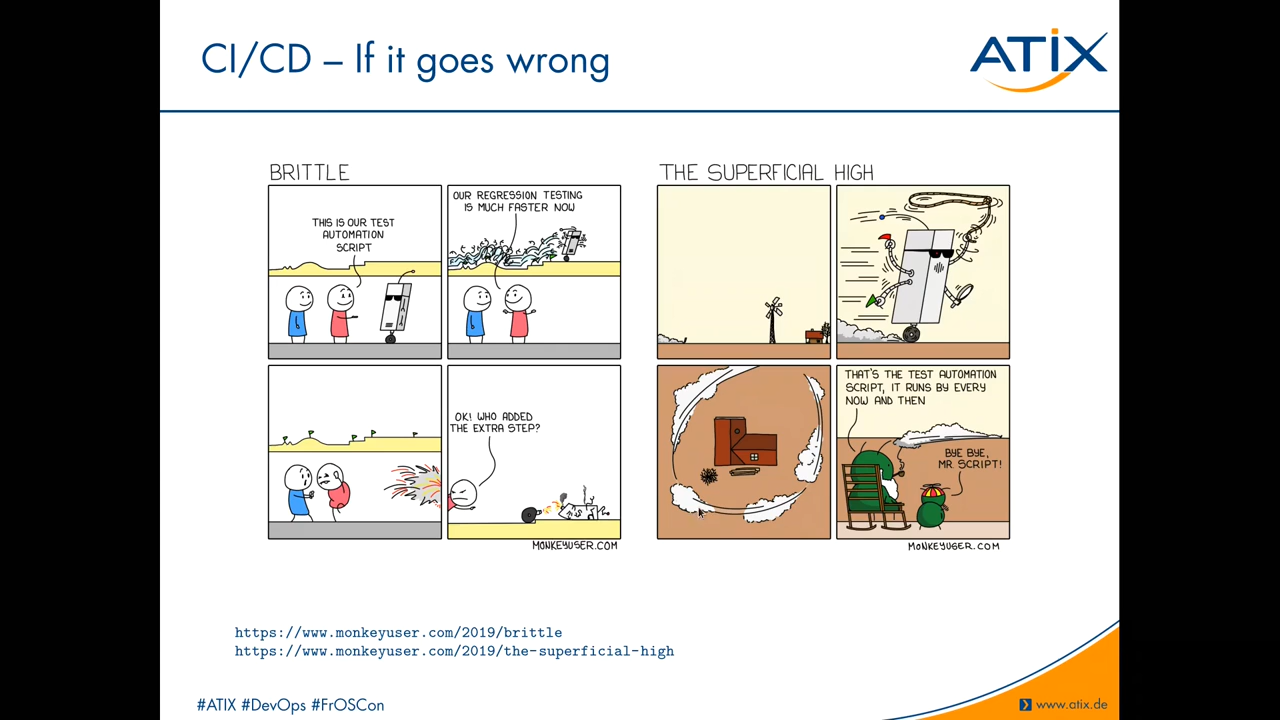 CI/CD – If it goes wrong
ATIX
BRITTLE
THIS IS OUR TEST
AUTOMATION
SCRIPT
OUR REGRESSION TESTING
IS MUCH FASTER NOW
OK! WHO ADDED
THE EXTRA STEP?
MONKEYUSER.COM
THE SUPERFICIAL HIGH
THAT'S THE TEST AUTOMATION
SCRIPT, IT RUNS BY EVERY
NOW AND THEN
BYE BYE,
MR. SCRIPT!
MONKEYUSER.COM
https://www.monkeyuser.com/2019/brittle
https://www.monkeyuser.com/2019/the-superficial-high
#ATIX #DevOps #FrOSCon
www.atix.de